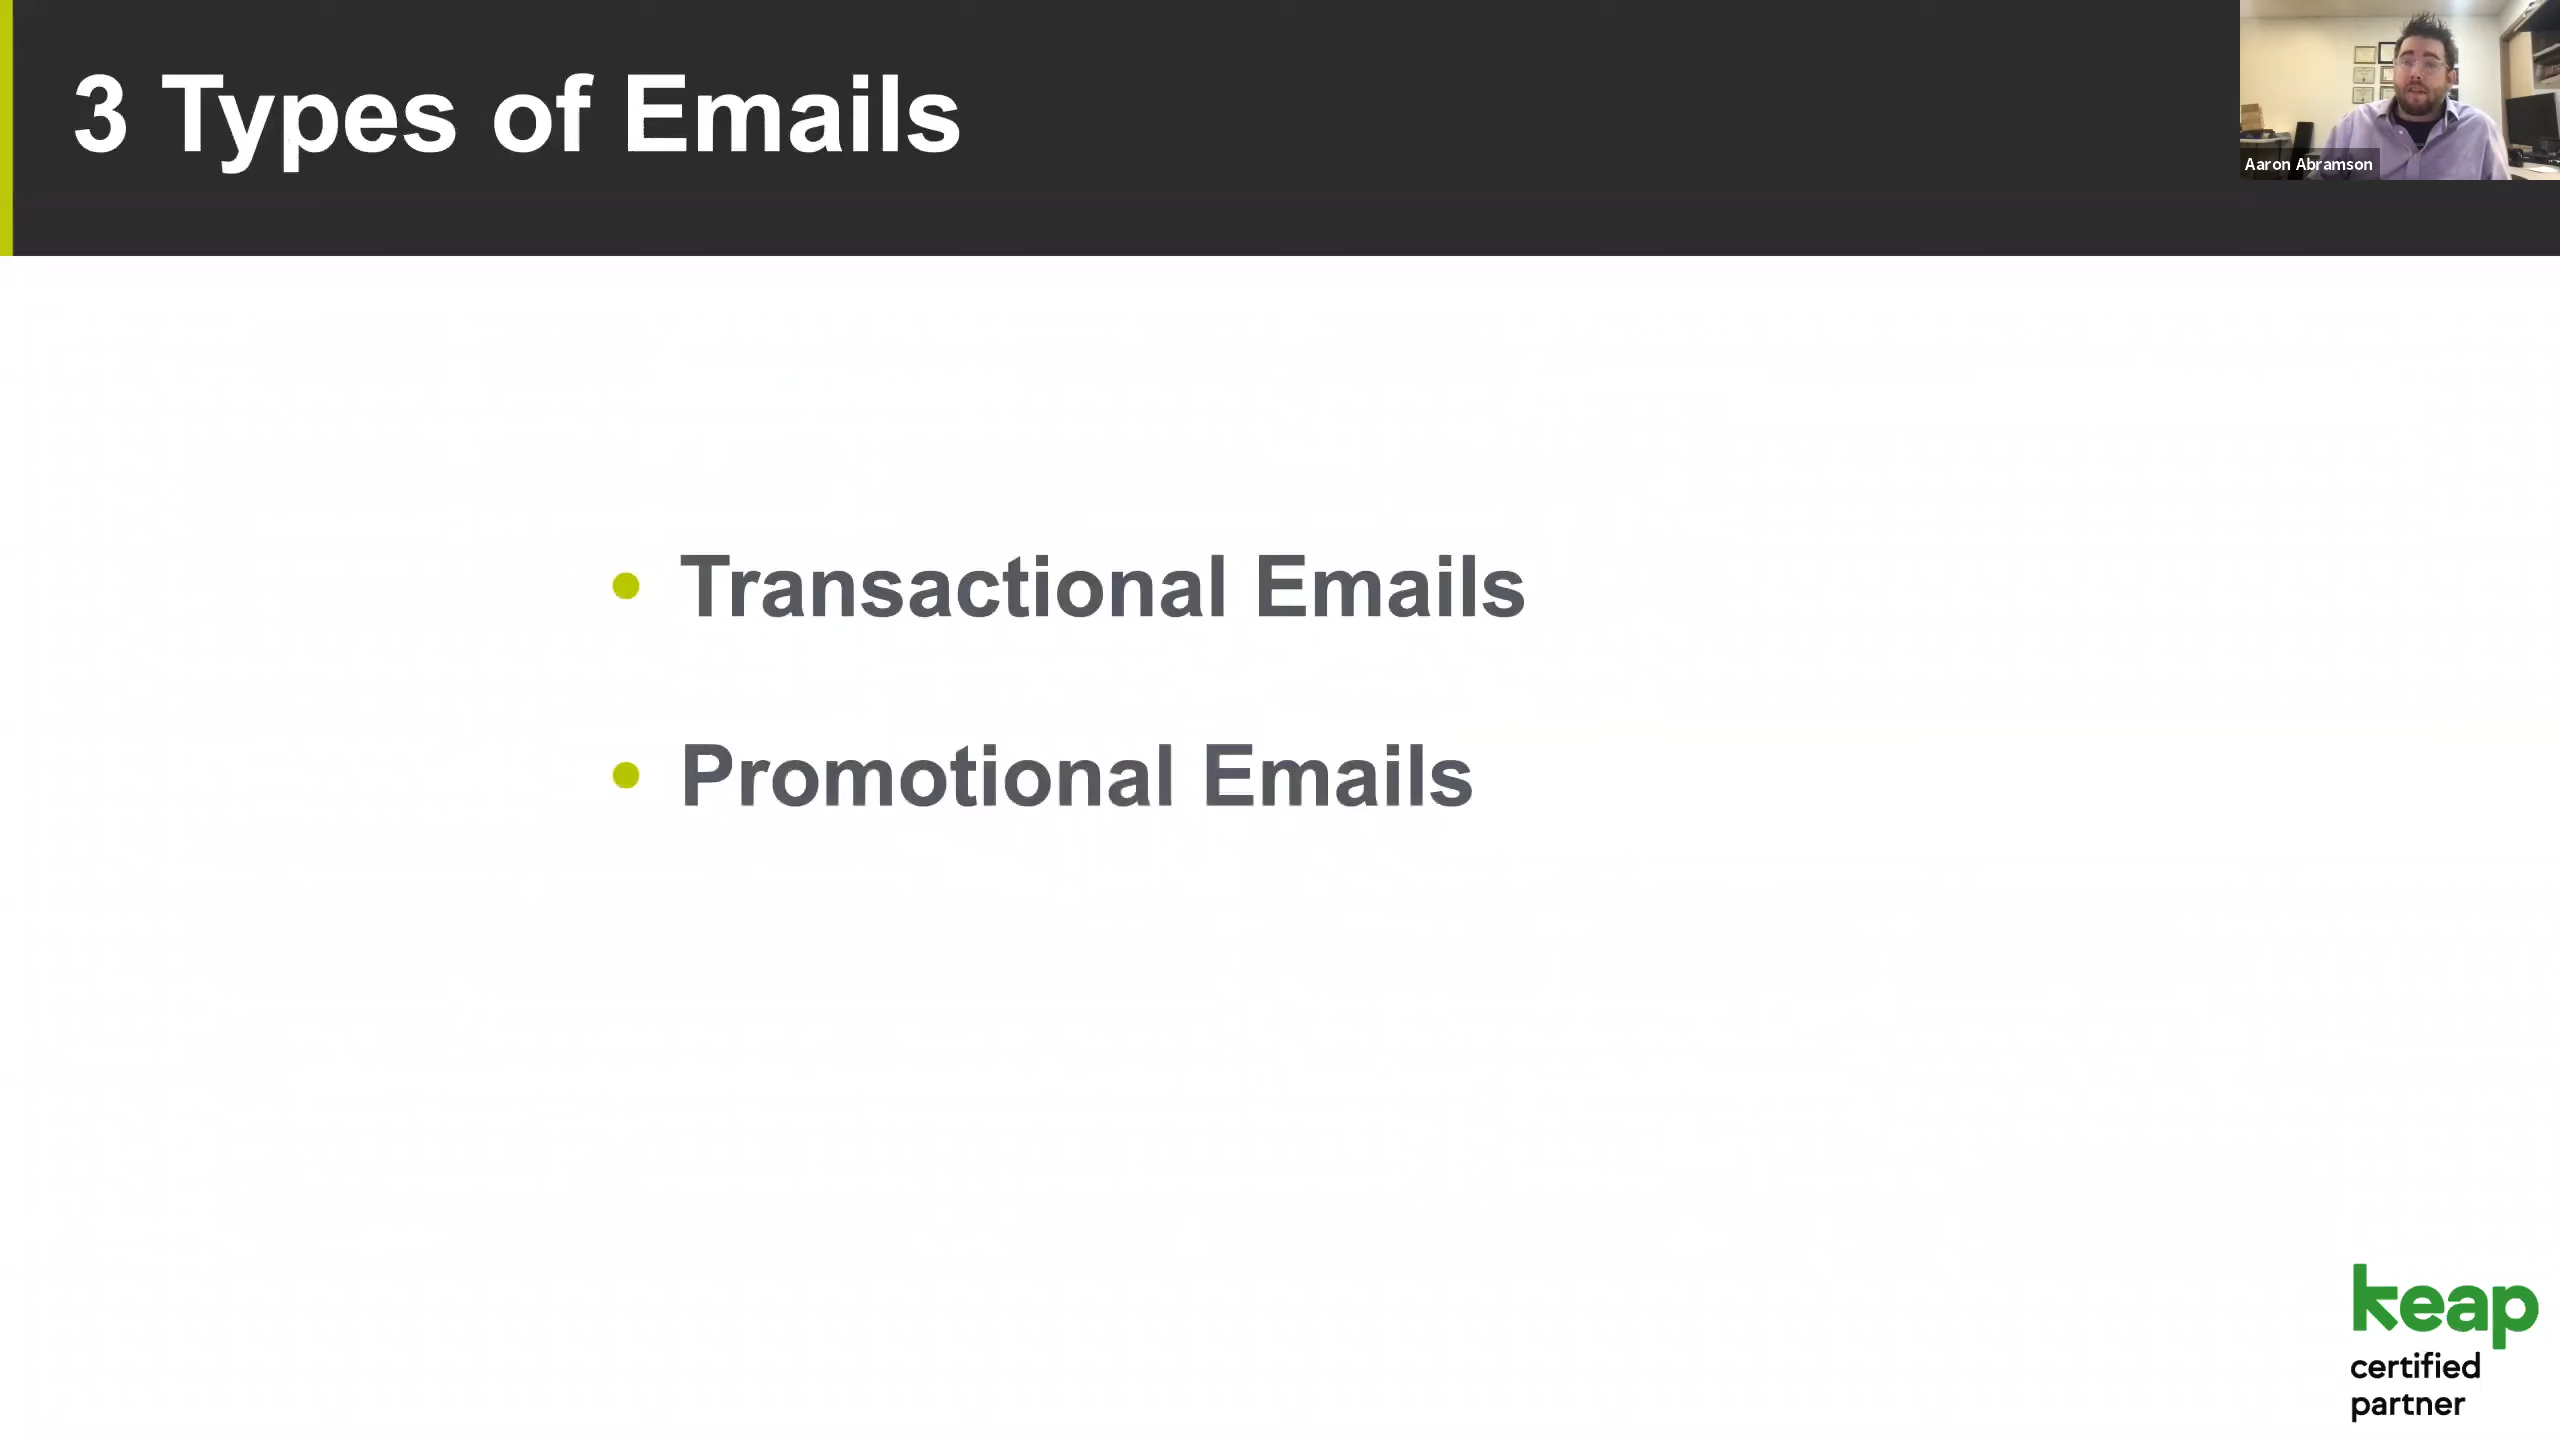 3 Types of Emails
Aaron Abramson
• Transactional Emails
• Promotional Emails
keap
certified
partner